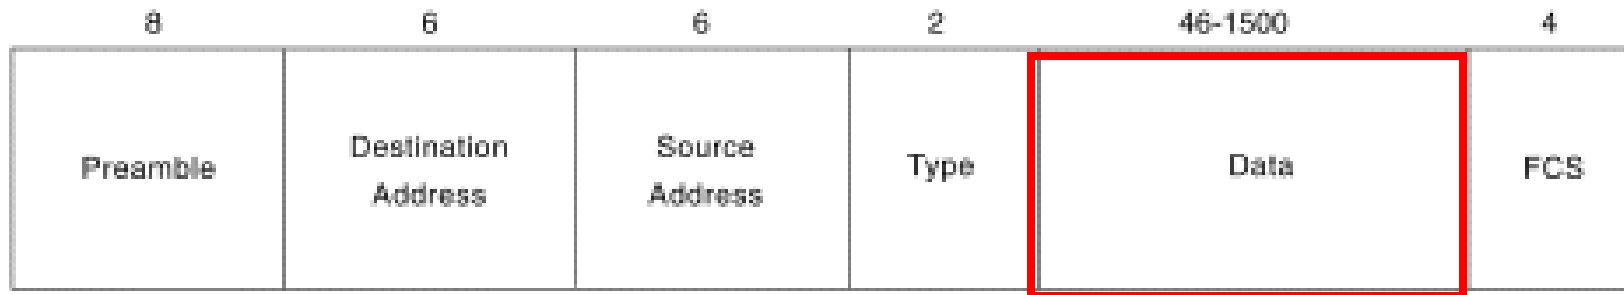 8 6 6 2 46-1500 4
Preamble Destination Address Source Address Type Data FCS